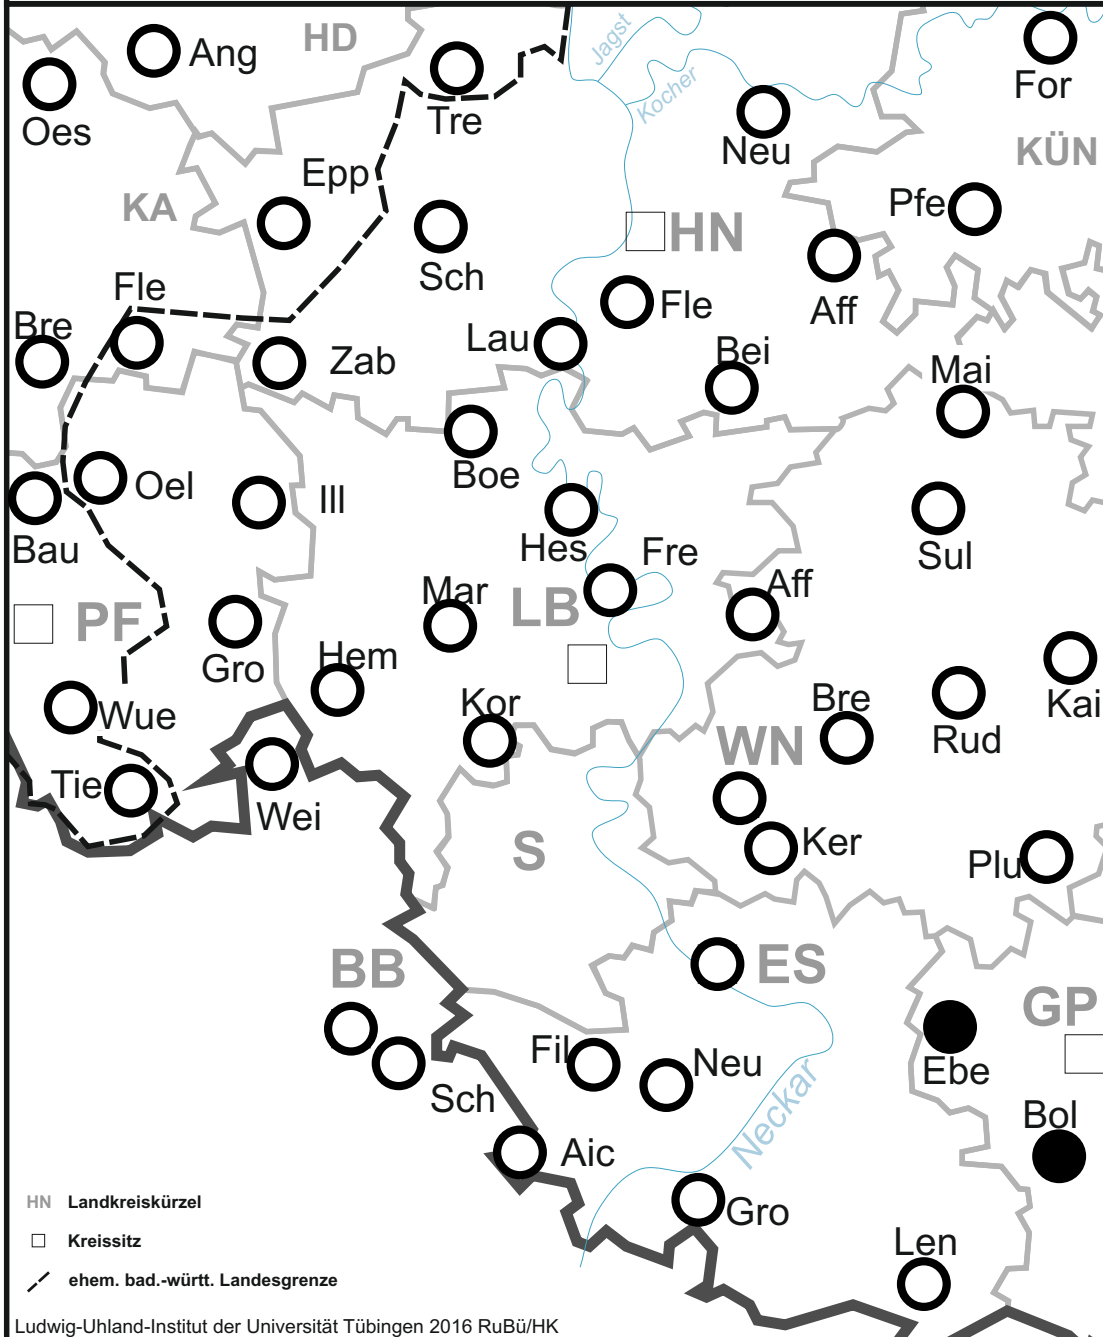 Ang
HD
Jagst
For
Oes
Tre
Kocher
Neu
KÜN
Epp
KA
Pfe
HN
Sch
Fle
Fle
Aff
Bre
Lau
Zab
Bei
Mai
Boe
Oel
Ill
Bau
Hes
Fre
Sul
Mar
Aff
PF
LB
Gro
Hem
Wue
Kor
Bre
Kai
WN
Rud
Tie
Wei
Ker
S
Plu
BB
ES
GP
Fil
Neu
Ebe
Sch
Neckar
Bol
Aic
Gro
Len
HN Landkreiskürzel
Kreissitz
ehem. bad.-württ. Landesgrenze
Ludwig-Uhland-Institut der Universität Tübingen 2016 RuBü/HK